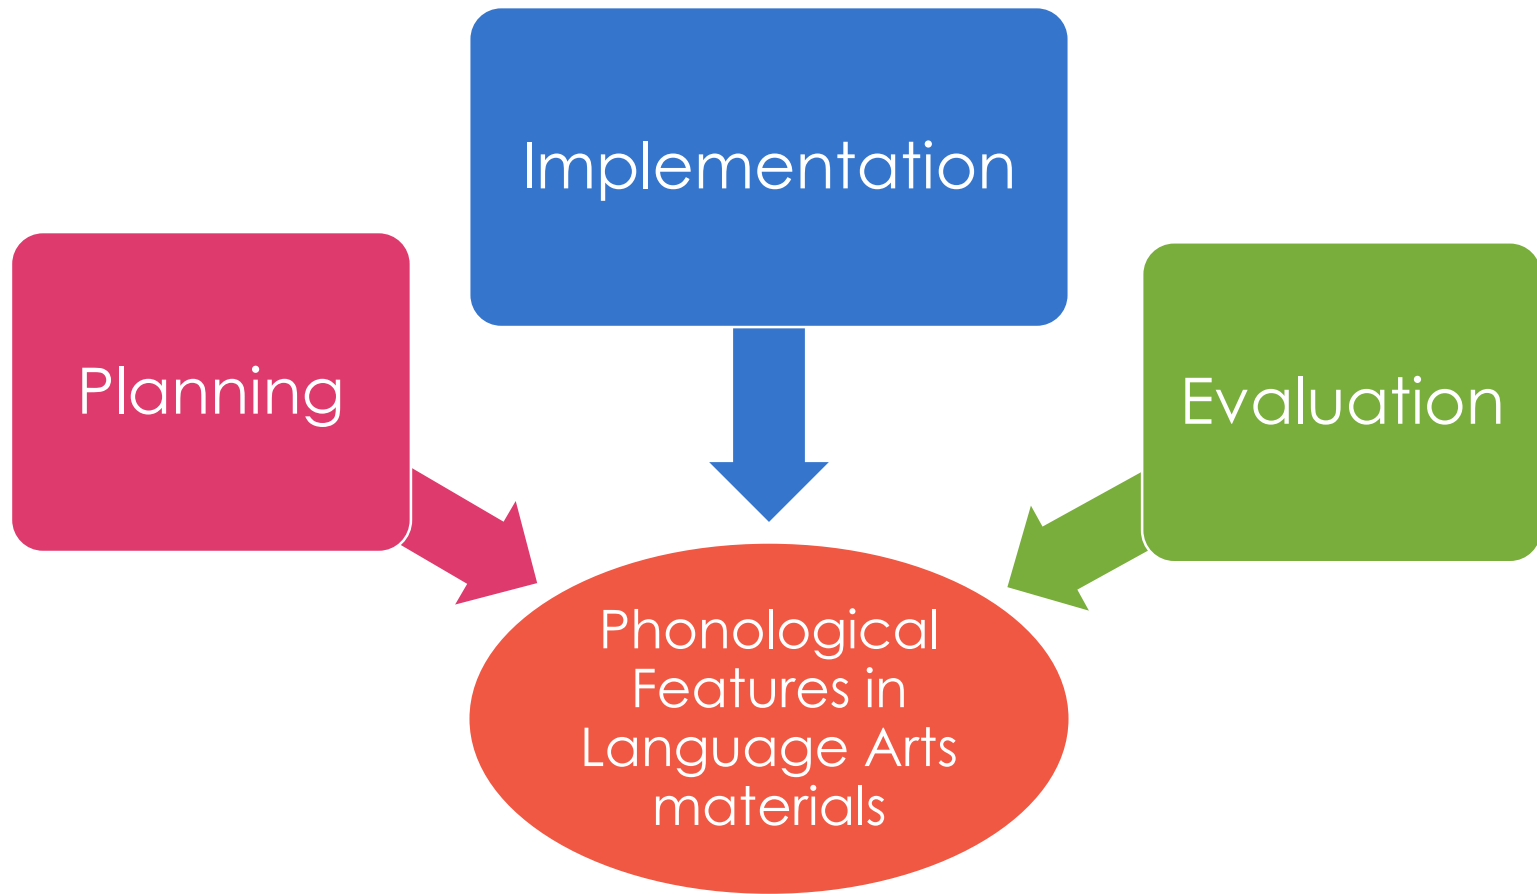 Implementation
Planning
Evaluation
Phonological
Features in
Language Arts
materials